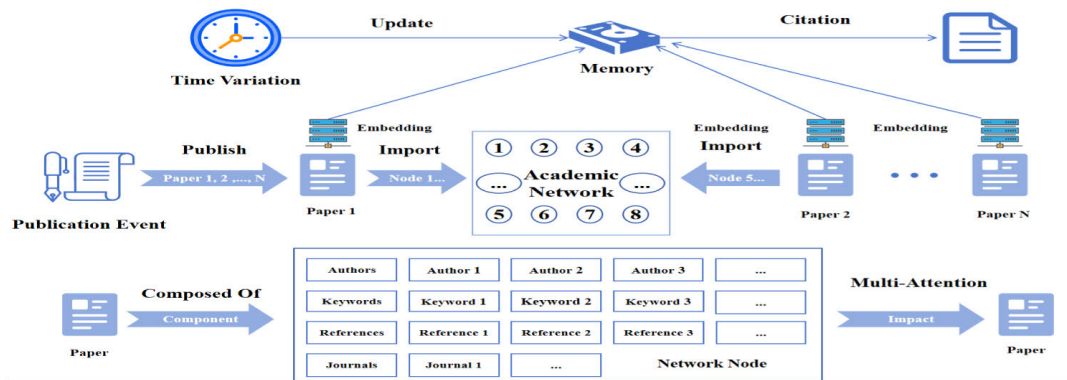 Update
Citation
Time Variation
Memory
Embedding
Embedding
Embedding
Publish
Import
Import
① ② ③ ④
Paper 1, 2 ,..., N
Node 1...
... Academic ...
Network
Node 5...
⑤ ⑥ ⑦ ⑧
Publication Event
Paper 1
Paper 2
Paper N
Authors Author 1 Author 2 Author 3 ...
Composed Of
Multi-Attention
Keywords Keyword 1 Keyword 2 Keyword 3 ...
Component
Impact
References Reference 1 Reference 2 Reference 3 ...
Paper
Paper
Journals Journal 1 ... Network Node